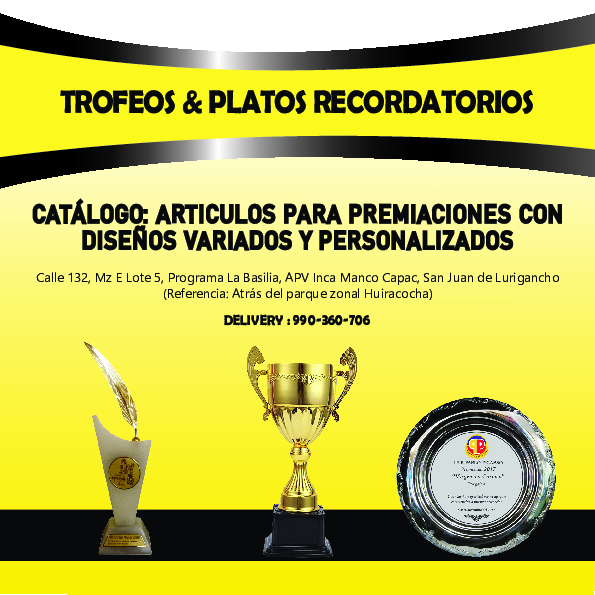 TROFEOS & PLATOS RECORDATORIOS
CATÁLOGO: ARTICULOS PARA PREMIACIONES CON
DISEÑOS VARIADOS Y PERSONALIZADOS
Calle 132, Mz E Lote 5, Programa La Basilia, APV Inca Manco Capac, San Juan de Lurigancho
(Referencia: Atrás del parque zonal Huiracocha)
DELIVERY : 990-360-706
2017